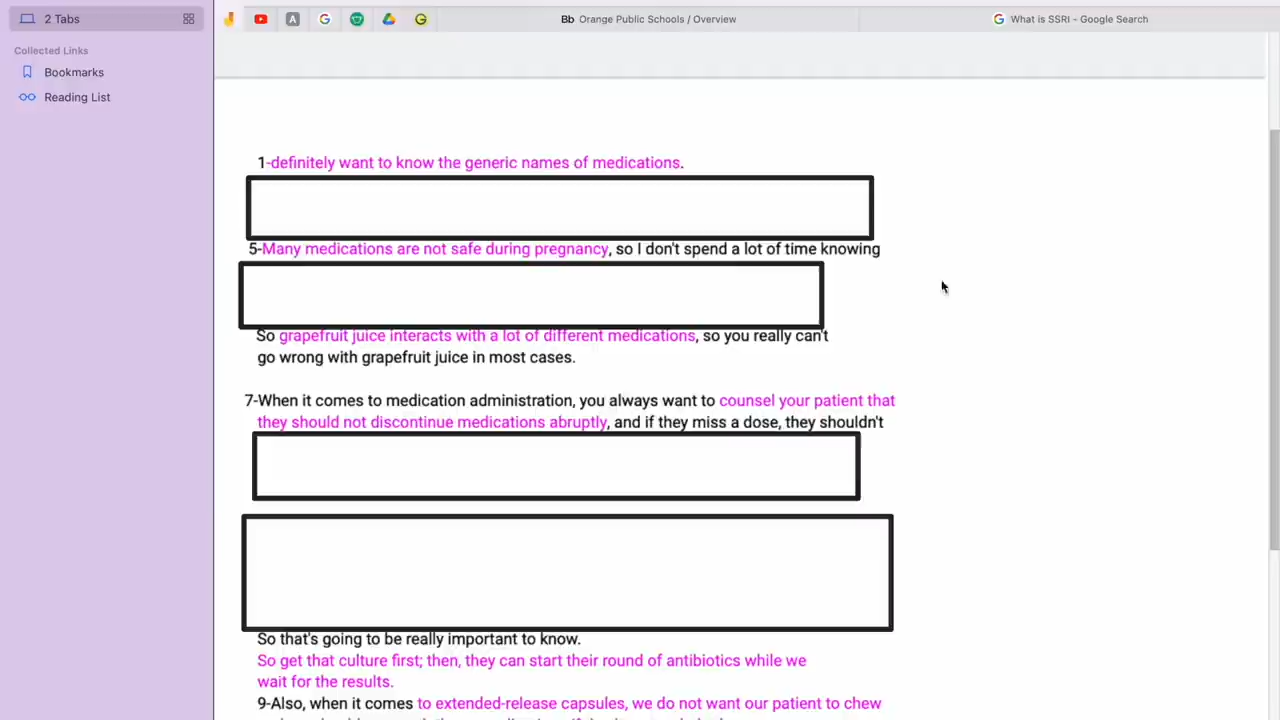 2 Tabs
Collected Links
Bookmarks
Reading List
Bb Orange Public Schools / Overview
G What is SSRI - Google Search
1-definitely want to know the generic names of medications.
5-Many medications are not safe during pregnancy, so I don't spend a lot of time knowing
So grapefruit juice interacts with a lot of different medications, so you really can't
go wrong with grapefruit juice in most cases.
7-When it comes to medication administration, you always want to counsel your patient that
they should not discontinue medications abruptly, and if they miss a dose, they shouldn't
So that's going to be really important to know.
So get that culture first; then, they can start their round of antibiotics while we
wait for the results.
9-Also, when it comes to extended-release capsules, we do not want our patient to chew